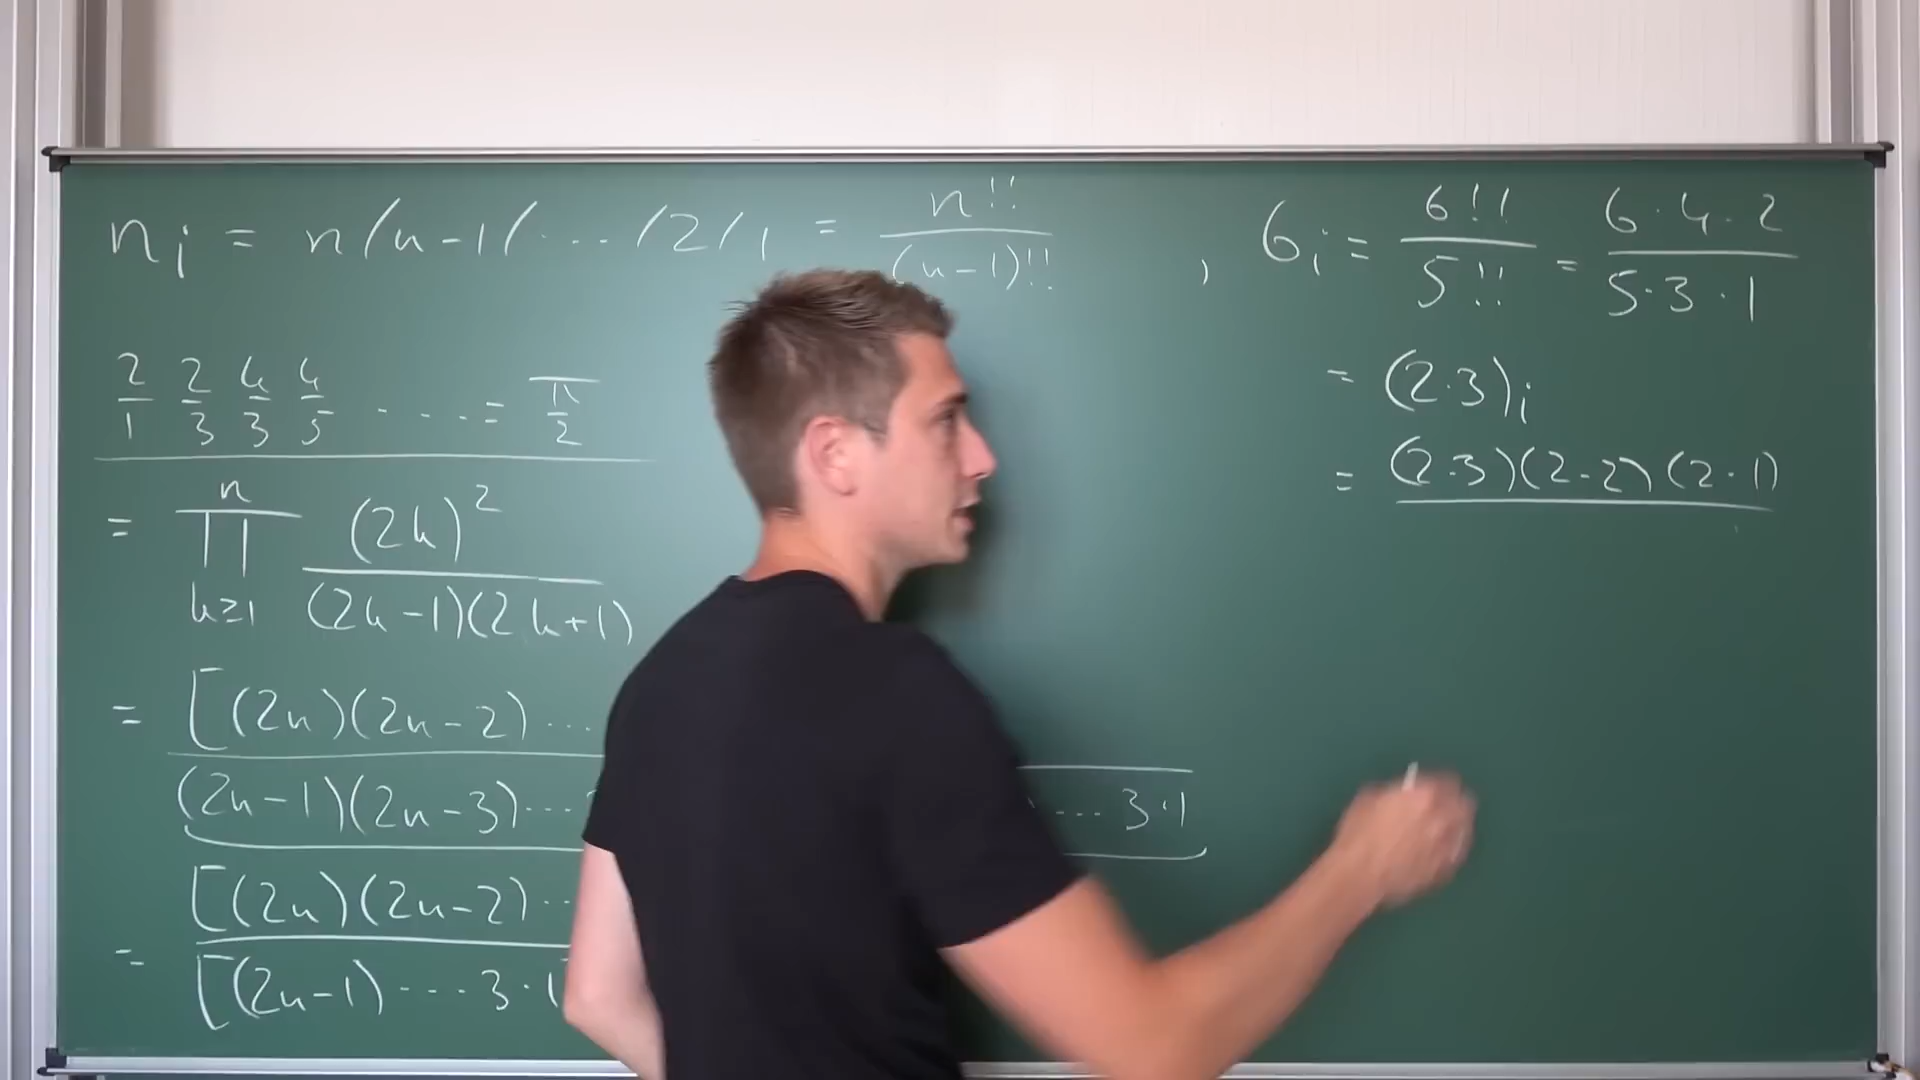 n¡ = n/n-1/..../2/1 = n!!/(n-1)!! , 6¡ = 6!!/5!! = 6·4·2/5·3·1
2/1 2/3 4/3 4/5 .... = π/2
= (2·3)¡
= (2·3)(2·2)(2·1)
= ∏ n k≥1 (2k)²/(2k-1)(2k+1)
= [(2n)(2n-2)...
(2n-1)(2n-3)... ... 3·1
= [(2n)(2n-2)...
[(2n-1)...3·1]